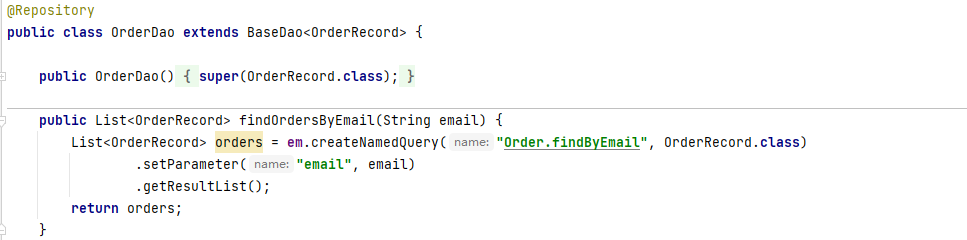 @Repository
public class OrderDao extends BaseDao<OrderRecord> {
public OrderDao() { super(OrderRecord.class); }
public List<OrderRecord> findOrdersByEmail(String email) {
List<OrderRecord> orders = em.createNamedQuery( name: "Order.findByEmail", OrderRecord.class)
.setParameter( name: "email", email)
.getResultList();
return orders;
}